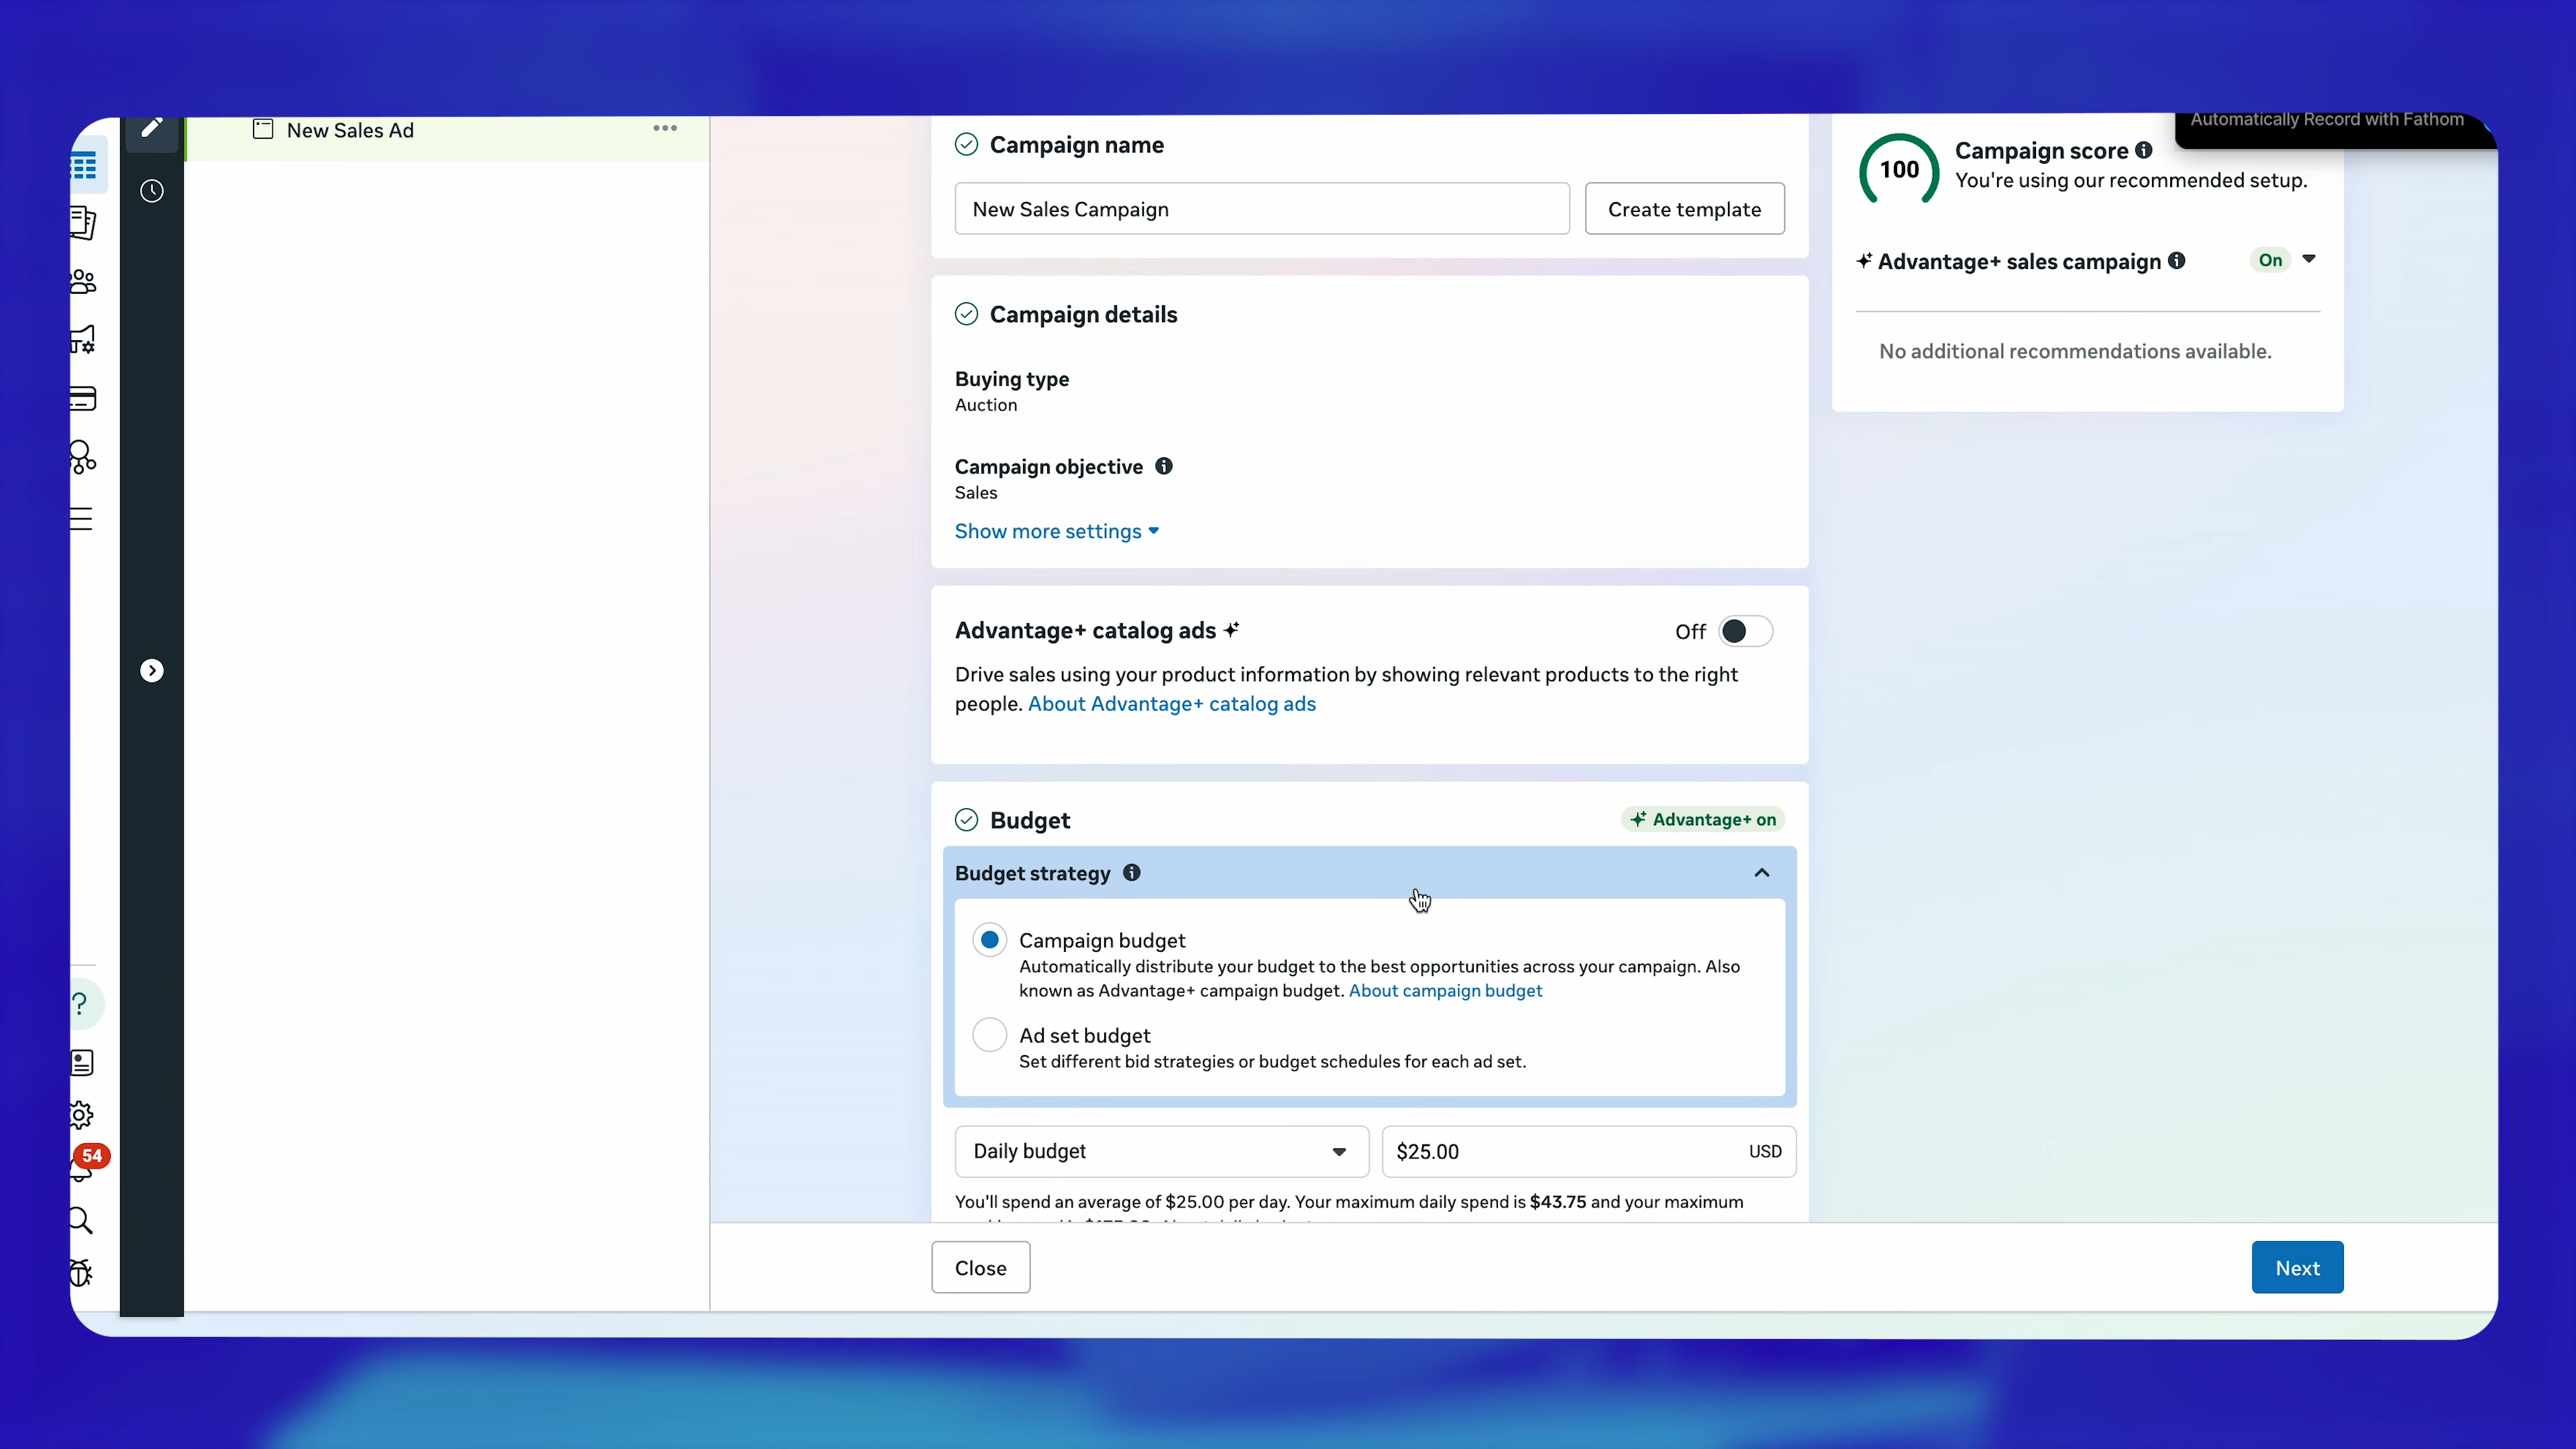 New Sales Ad
Automatically Record with Fathom
Campaign name
New Sales Campaign
Create template
100
Campaign score
You're using our recommended setup.
Advantage+ sales campaign
On
No additional recommendations available.
Campaign details
Buying type
Auction
Campaign objective
Sales
Show more settings
Advantage+ catalog ads
Off
Drive sales using your product information by showing relevant products to the right
people. About Advantage+ catalog ads
Budget
Advantage+ on
Budget strategy
Campaign budget
Automatically distribute your budget to the best opportunities across your campaign. Also
known as Advantage+ campaign budget. About campaign budget
Ad set budget
Set different bid strategies or budget schedules for each ad set.
Daily budget
$25.00
USD
You'll spend an average of $25.00 per day. Your maximum daily spend is $43.75 and your maximum
54
Close
Next